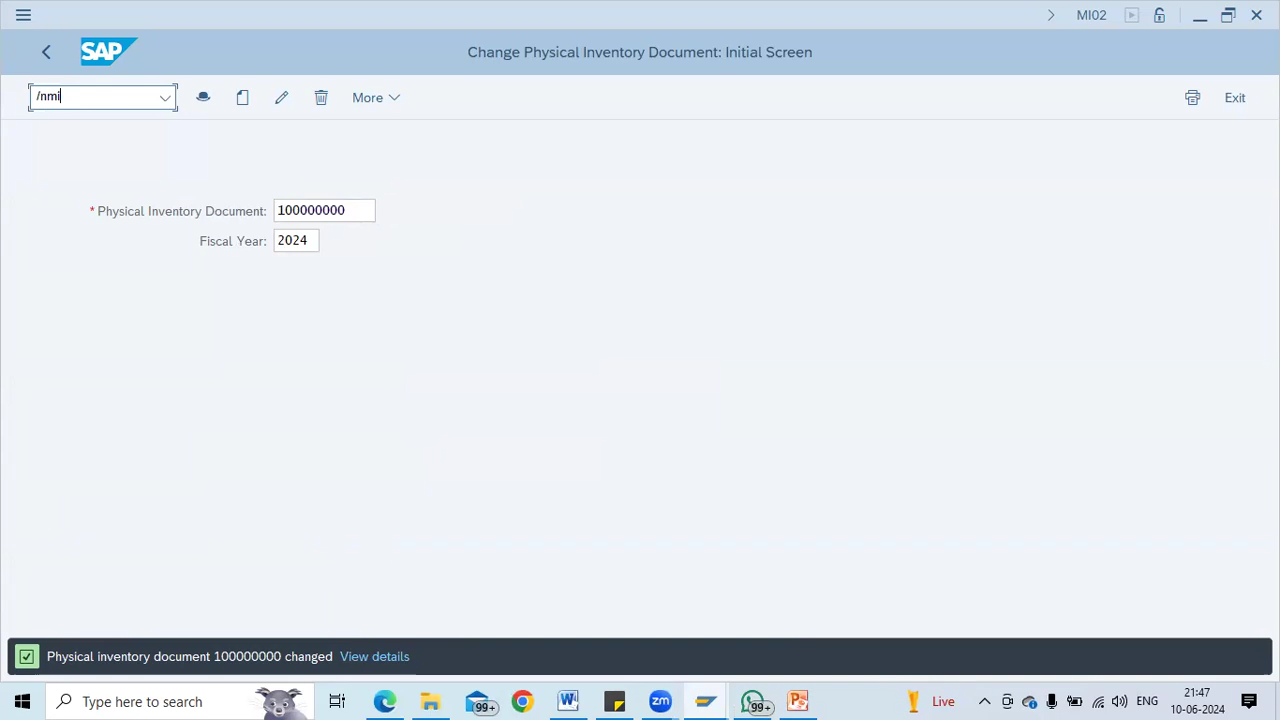 MI02
SAP
Change Physical Inventory Document: Initial Screen
/nmi
More
Exit
* Physical Inventory Document: 100000000
Fiscal Year: 2024
Physical inventory document 100000000 changed View details
Type here to search
99+
99+
Live
ENG
21:47
10-06-2024